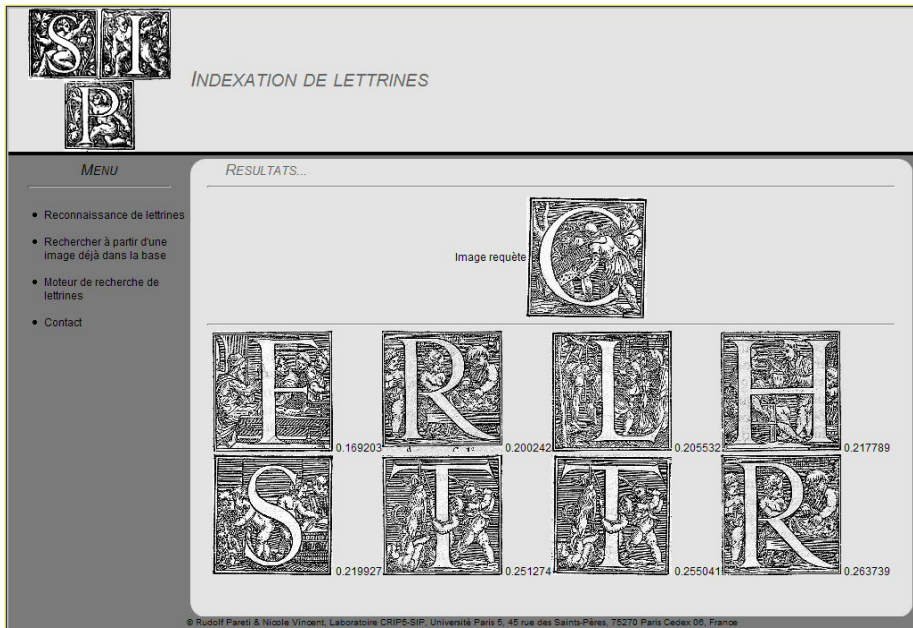 S I
P
INDEXATION DE LETTRINES
MENU
• Reconnaissance de lettrines
• Rechercher à partir d'une
image déjà dans la base
• Moteur de recherche de
lettrines
• Contact
RESULTATS...
Image requète
C
F 0.169203 R 0.200242 L 0.205532 H 0.217789
S 0.219927 T 0.251274 T 0.255041 R 0.263739
© Rudolf Pareti & Nicole Vincent, Laboratoire CRIP5-SIP, Université Paris 5, 45 rue des Saints-Pères, 75270 Paris Cedex 06, France